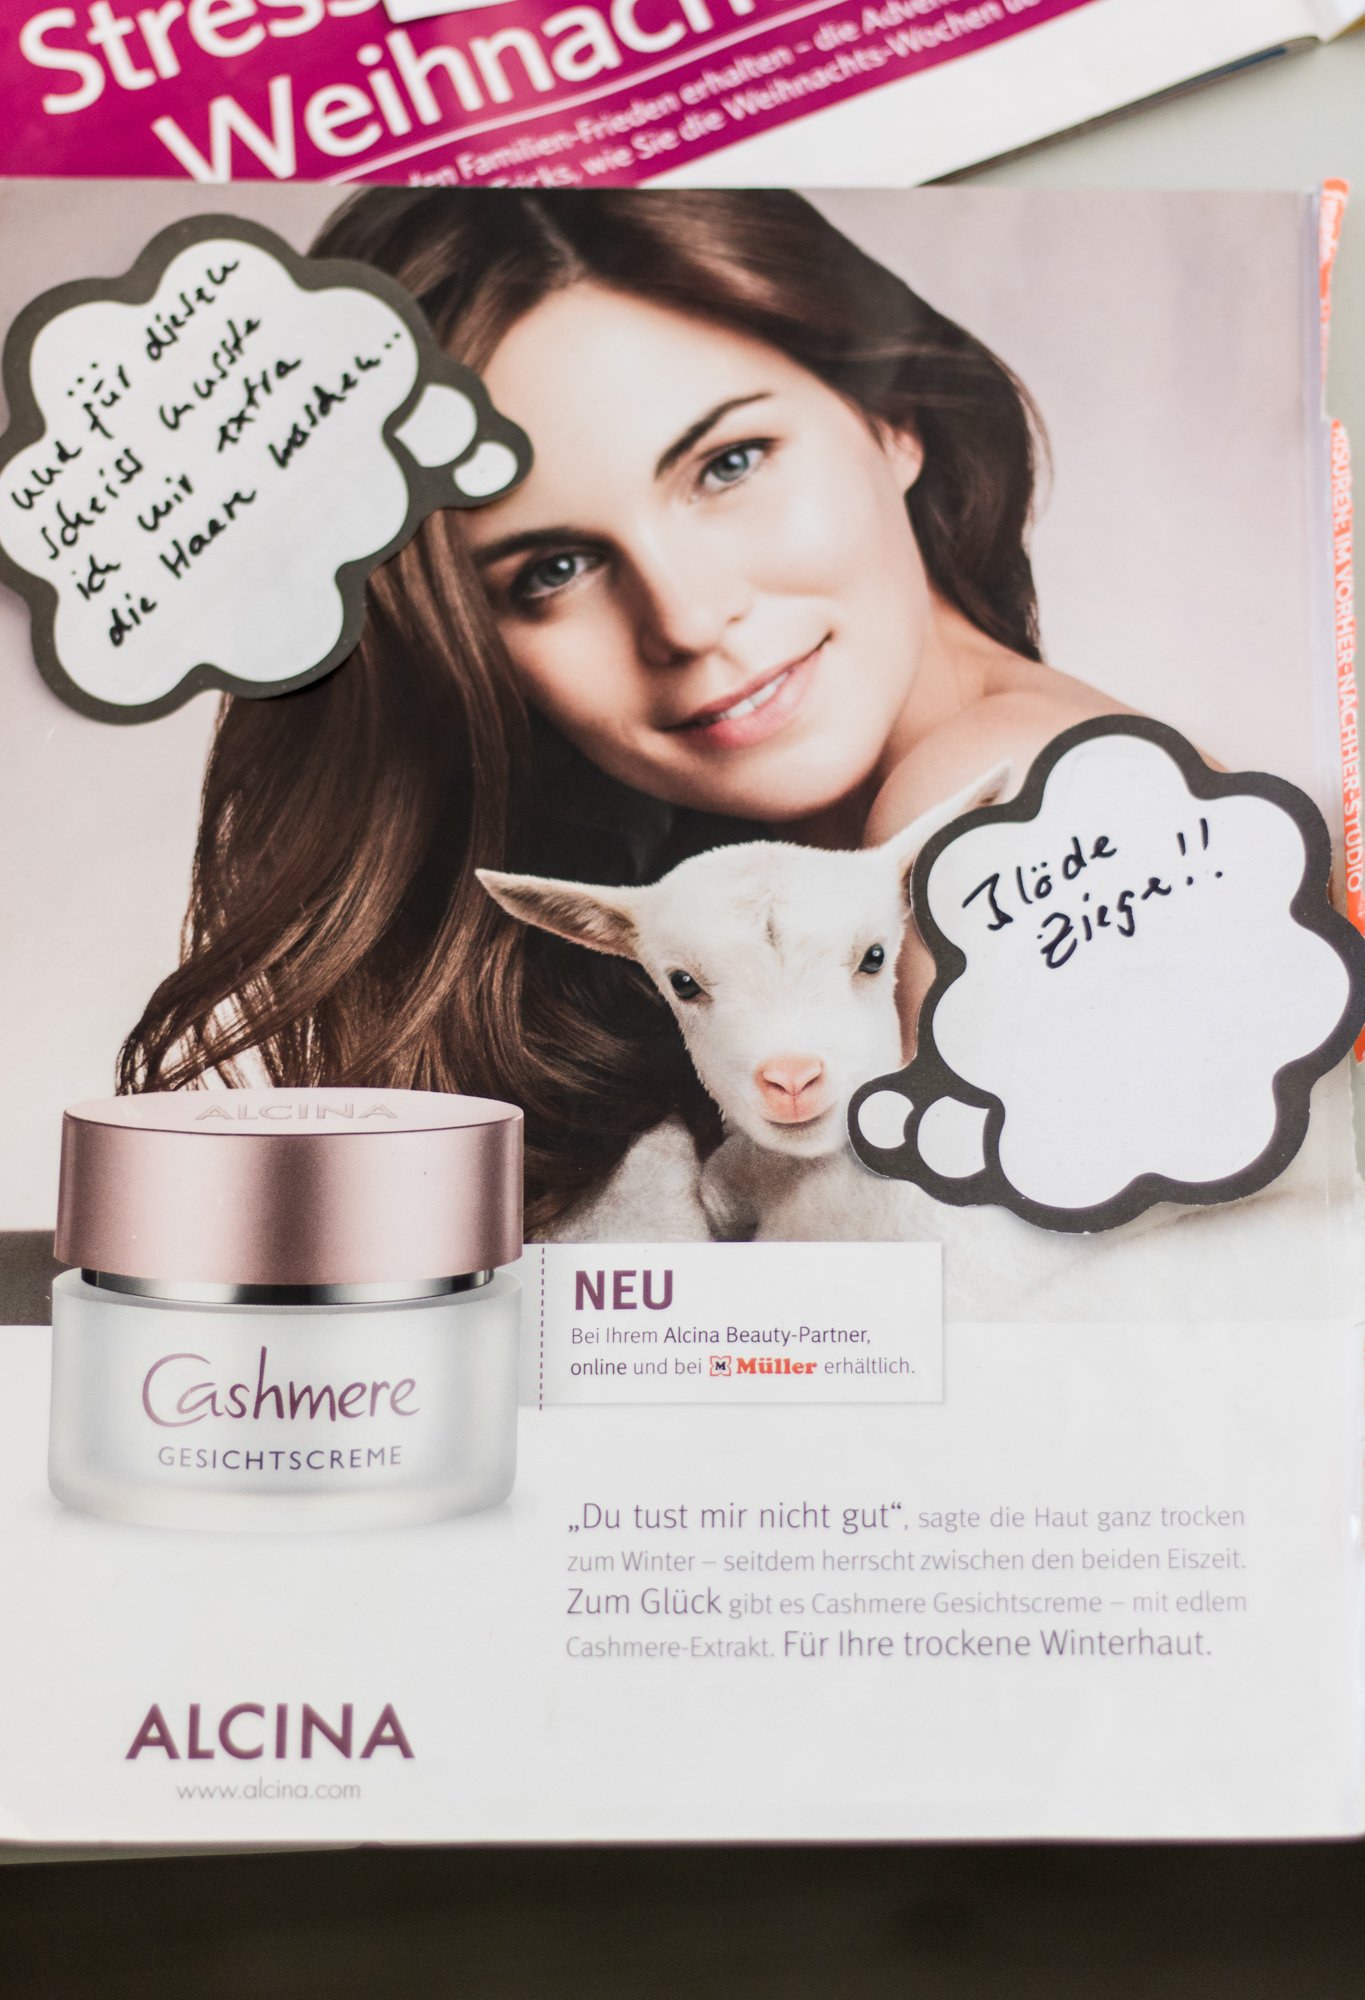 Stress
Weihnac
den Familien-Frieden erhalten – die Adven
Tricks, wie Sie die Weihnachts-Wochen
...
und für diesen
scheiss musste
ich mir extra
die Haare waschen..
Blöde
Ziege!!
RISUREN: IM VORHER-NACHHER-STUDIO
ALCINA
Cashmere
GESICHTSCREME
NEU
Bei Ihrem Alcina Beauty-Partner,
online und bei M Müller erhältlich.
„Du tust mir nicht gut“, sagte die Haut ganz trocken
zum Winter – seitdem herrscht zwischen den beiden Eiszeit.
Zum Glück gibt es Cashmere Gesichtscreme – mit edlem
Cashmere-Extrakt. Für Ihre trockene Winterhaut.
ALCINA
www.alcina.com